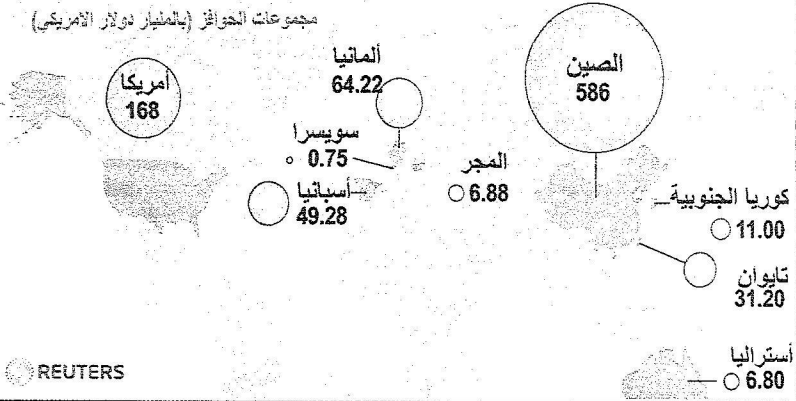 مجموعات الحوافز (بالمليار دولار الامريكي)
الصين
586
ألمانيا
64.22
أمريكا
168
سويسرا
0.75
المجر
6.88
أسبانيا
49.28
كوريا الجنوبية
11.00
تايوان
31.20
أستراليا
6.80
REUTERS